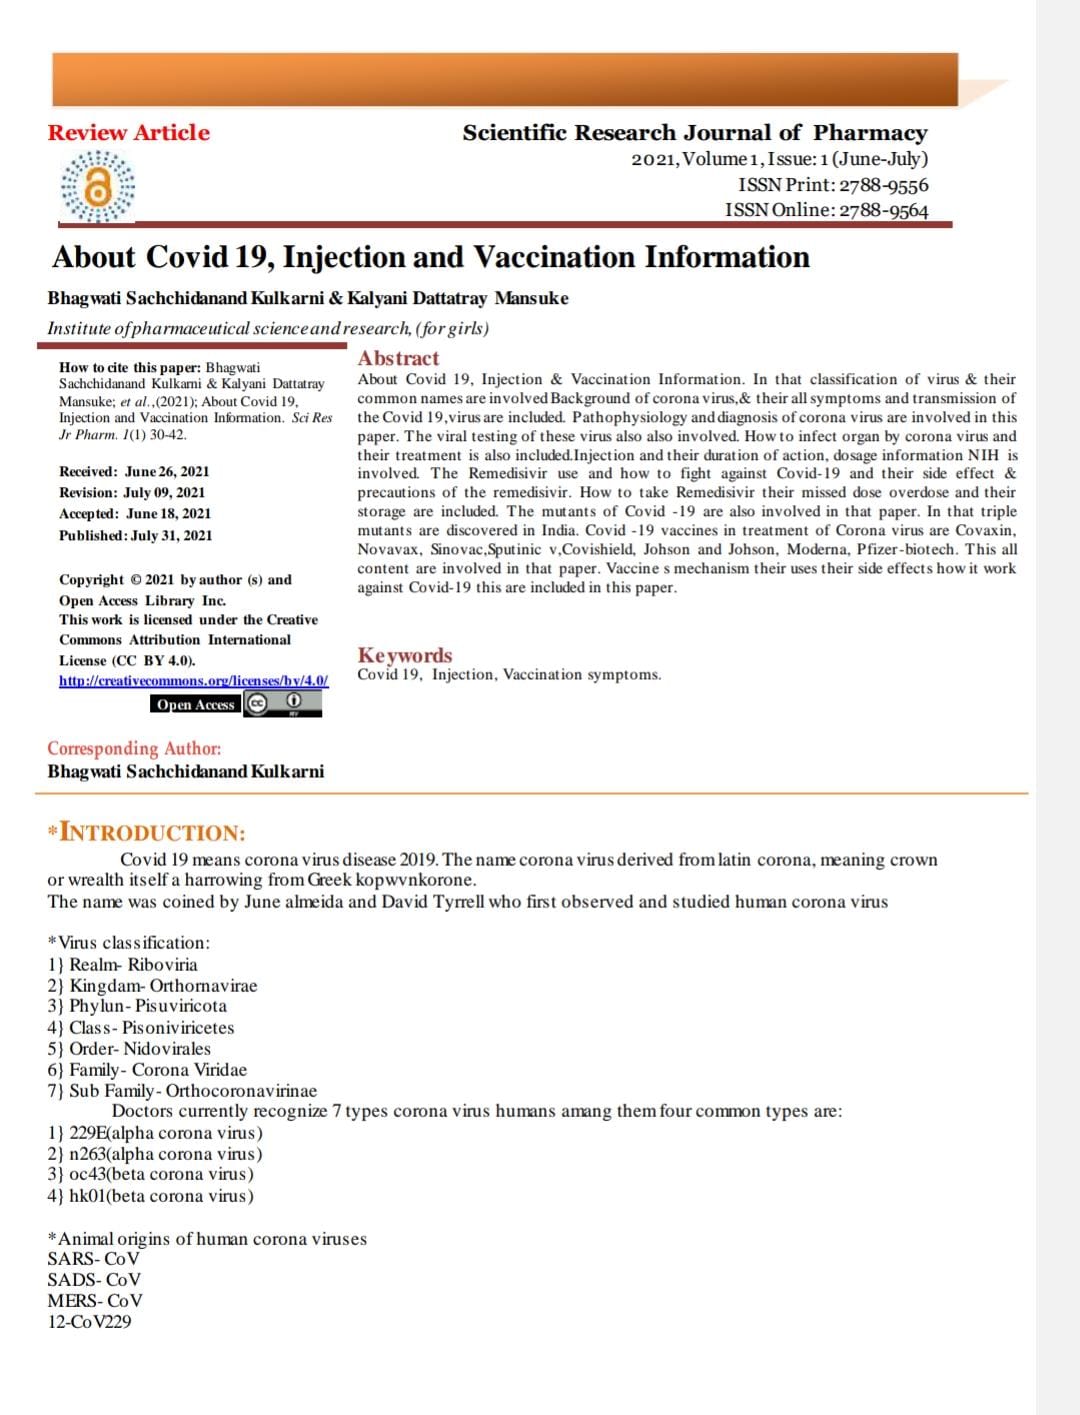 Review Article
Scientific Research Journal of Pharmacy
2021, Volume 1, Issue: 1 (June-July)
ISSN Print: 2788-9556
ISSN Online: 2788-9564
About Covid 19, Injection and Vaccination Information
Bhagwati Sachchidanand Kulkarni & Kalyani Dattatray Mansuke
Institute of pharmaceutical science and research, (for girls)
How to cite this paper: Bhagwati
Sachchidanand Kulkarni & Kalyani Dattatray
Mansuke; et al.,(2021); About Covid 19,
Injection and Vaccination Information. Sci Res
Jr Pharm. 1(1) 30-42.
Received: June 26, 2021
Revision: July 09, 2021
Accepted: June 18, 2021
Published: July 31, 2021
Copyright © 2021 by author (s) and
Open Access Library Inc.
This work is licensed under the Creative
Commons Attribution International
License (CC BY 4.0).
http://creativecommons.org/licenses/by/4.0/
Open Access
Abstract
About Covid 19, Injection & Vaccination Information. In that classification of virus & their
common names are involved Background of corona virus,& their all symptoms and transmission of
the Covid 19,virus are included. Pathophysiology and diagnosis of corona virus are involved in this
paper. The viral testing of these virus also also involved. How to infect organ by corona virus and
their treatment is also included.Injection and their duration of action, dosage information NIH is
involved. The Remedisivir use and how to fight against Covid-19 and their side effect &
precautions of the remedisivir. How to take Remedisivir their missed dose overdose and their
storage are included. The mutants of Covid -19 are also involved in that paper. In that triple
mutants are discovered in India. Covid -19 vaccines in treatment of Corona virus are Covaxin,
Novavax, Sinovac,Sputinic v,Covishield, Johson and Johson, Moderna, Pfizer-biotech. This all
content are involved in that paper. Vaccine s mechanism their uses their side effects how it work
against Covid-19 this are included in this paper.
Keywords
Covid 19, Injection, Vaccination symptoms.
Corresponding Author:
Bhagwati Sachchidanand Kulkarni
*INTRODUCTION:
Covid 19 means corona virus disease 2019. The name corona virus derived from latin corona, meaning crown
or wrealth itself a harrowing from Greek kopwvnkorone.
The name was coined by June almeida and David Tyrrell who first observed and studied human corona virus
*Virus classification:
1} Realm- Riboviria
2} Kingdam- Orthornavirae
3} Phylun- Pisuviricota
4} Class- Pisoniviricetes
5} Order- Nidovirales
6} Family- Corona Viridae
7} Sub Family- Orthocoronavirinae
Doctors currently recognize 7 types corona virus humans amang them four common types are:
1} 229E(alpha corona virus)
2} n263(alpha corona virus)
3} oc43(beta corona virus)
4} hk01(beta corona virus)
*Animal origins of human corona viruses
SARS- CoV
SADS- CoV
MERS- CoV
12-CoV229